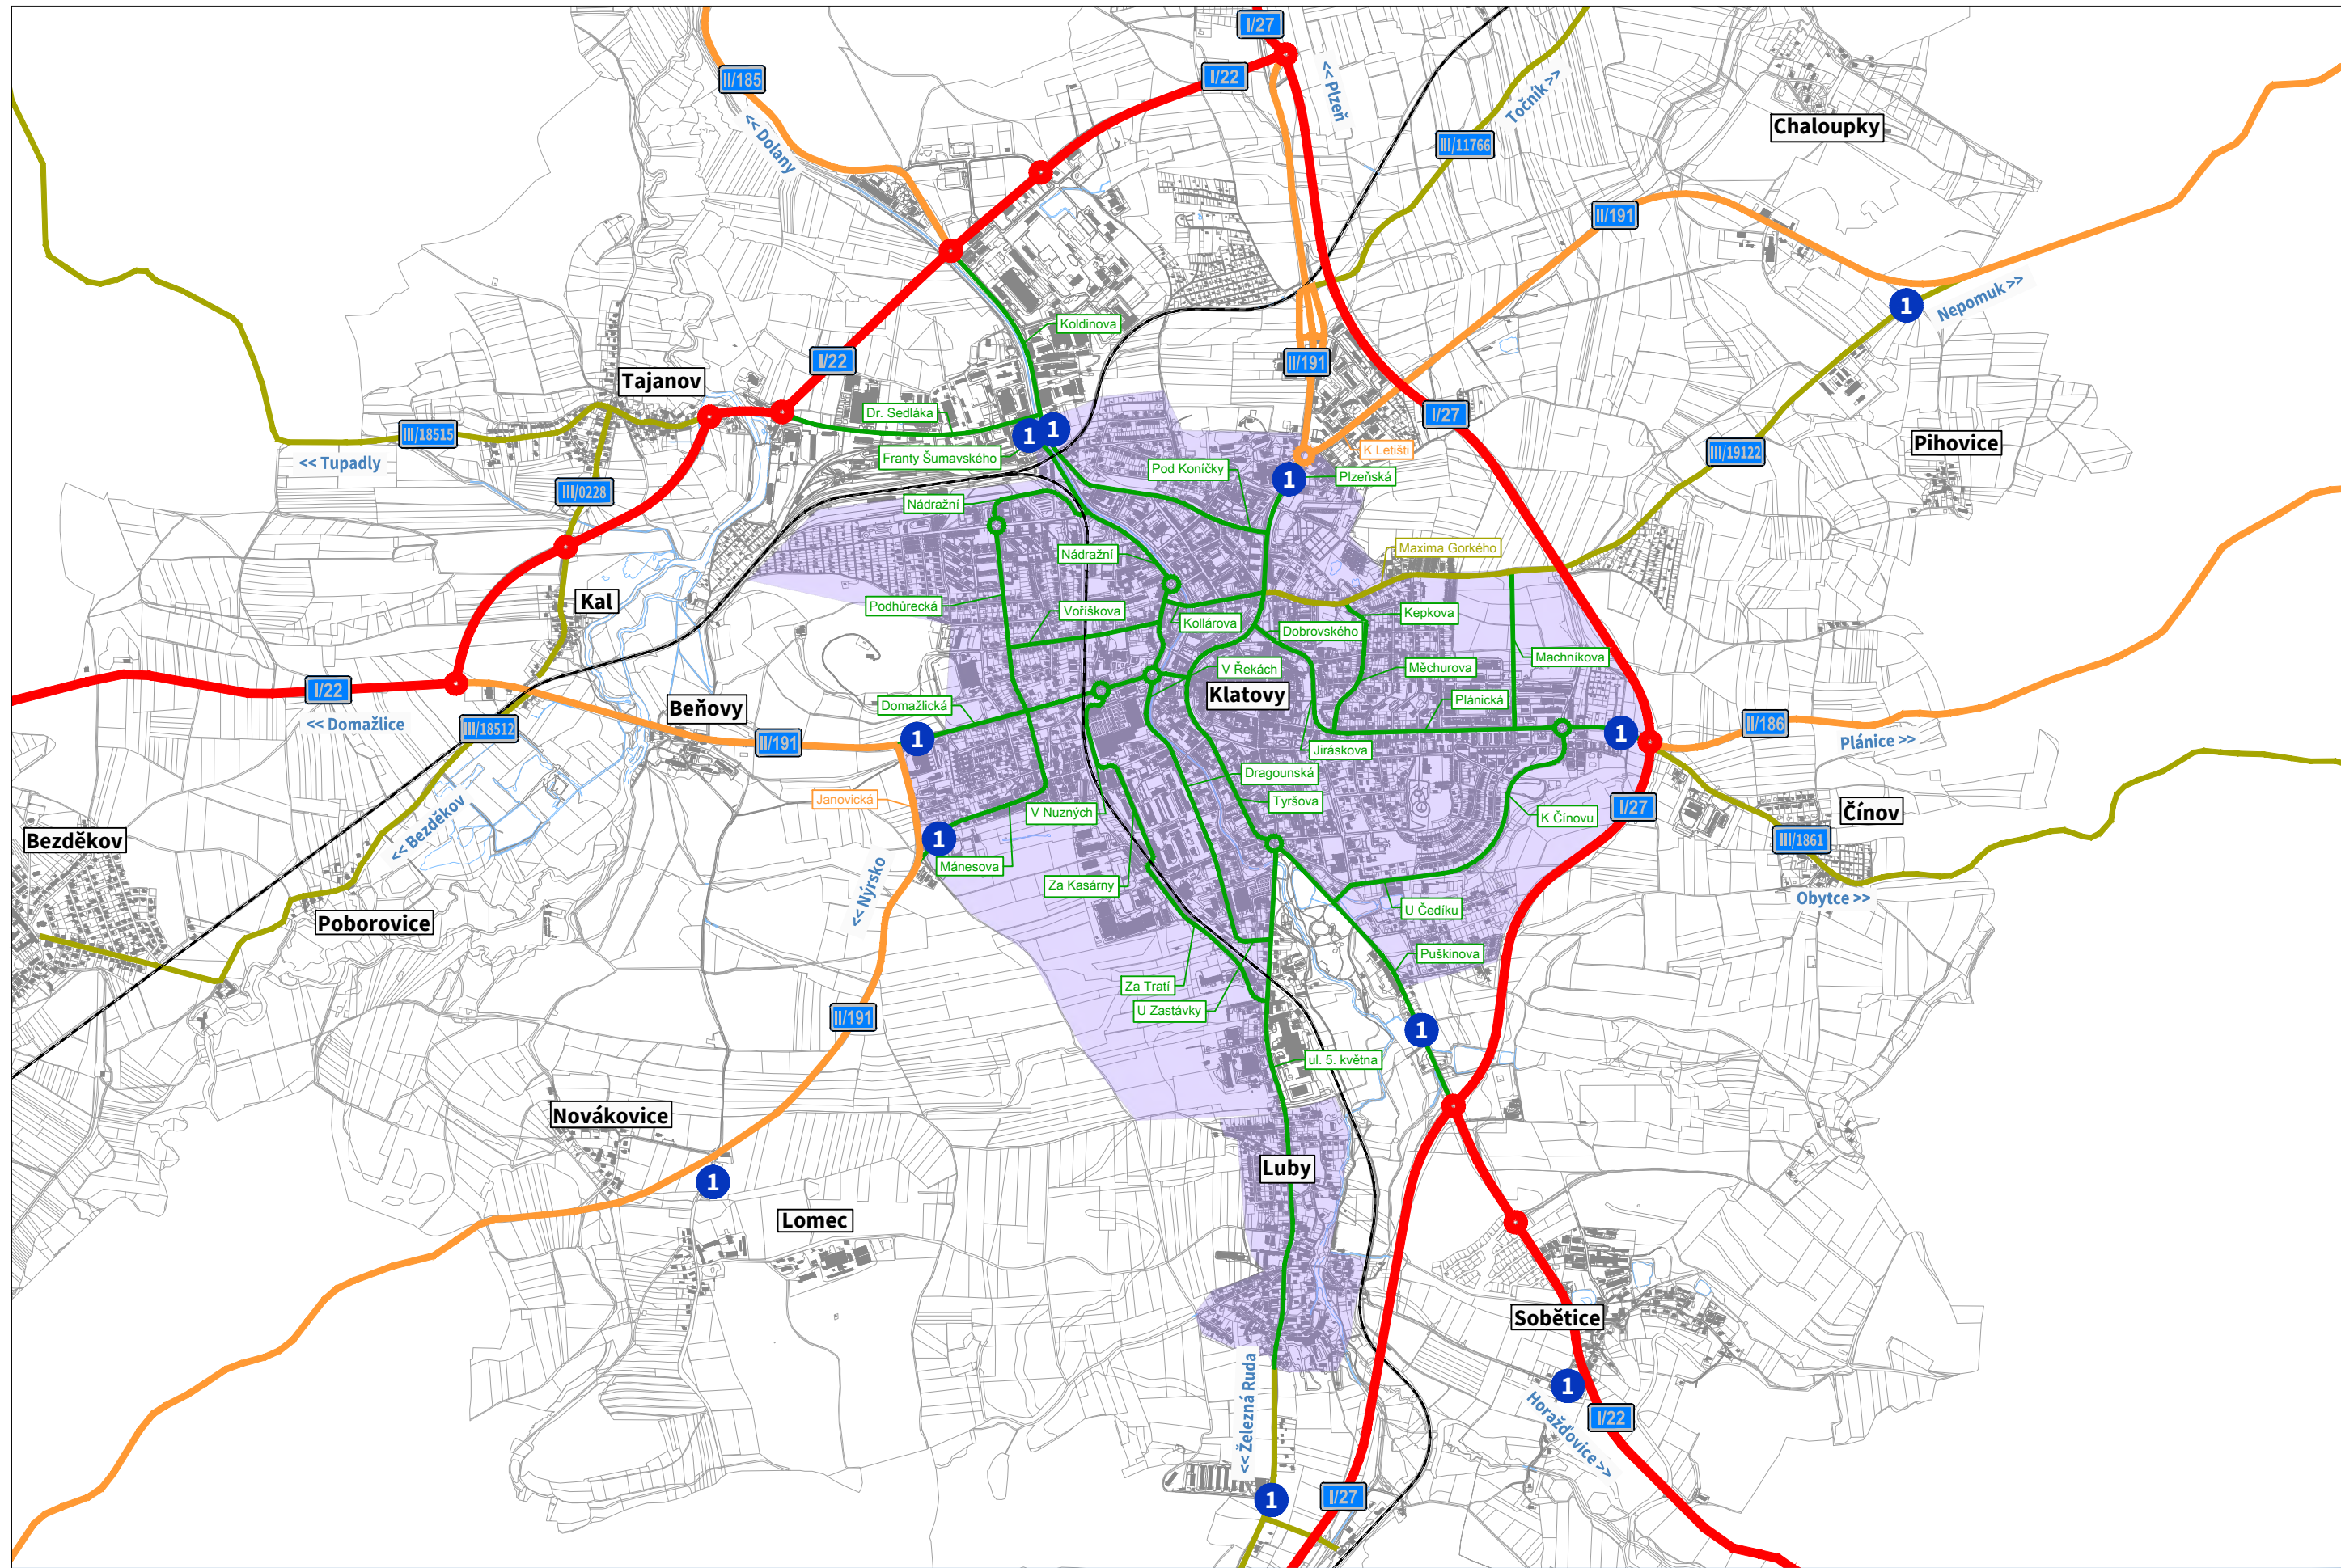 I/27
<< Plzeň
I/22
II/185
Točník >>
Chaloupky
<< Dolany
III/11766
II/191
Nepomuk >>
1
Koldinova
I/22
II/191
Tajanov
Dr. Sedláka
I/27
III/18515
1
1
K Letišti
Pihovice
<< Tupadly
Franty Šumavského
Pod Koníčky
1
Plzeňská
III/19122
III/0228
Nádražní
Nádražní
Maxima Gorkého
Kal
Podhůrecká
Voříškova
Kollárova
Kepkova
Dobrovského
Machníkova
V Řekách
Měchurova
I/22
Klatovy
Plánická
Domažlická
Beňovy
<< Domažlice
III/18512
II/191
1
Jiráskova
1
II/186
Plánice >>
Dragounská
Janovická
Tyršova
V Nuzných
I/27
Čínov
K Čínovu
<< Bezděkov
Bezděkov
1
III/1861
Mánesova
<< Nýrsko
Za Kasárny
Obytce >>
Poborovice
U Čedíku
Puškinova
Za Tratí
U Zastávky
II/191
1
ul. 5. května
Novákovice
Luby
1
Lomec
Sobětice
1
<< Železná Ruda
Horažďovice >>
I/22
1
I/27